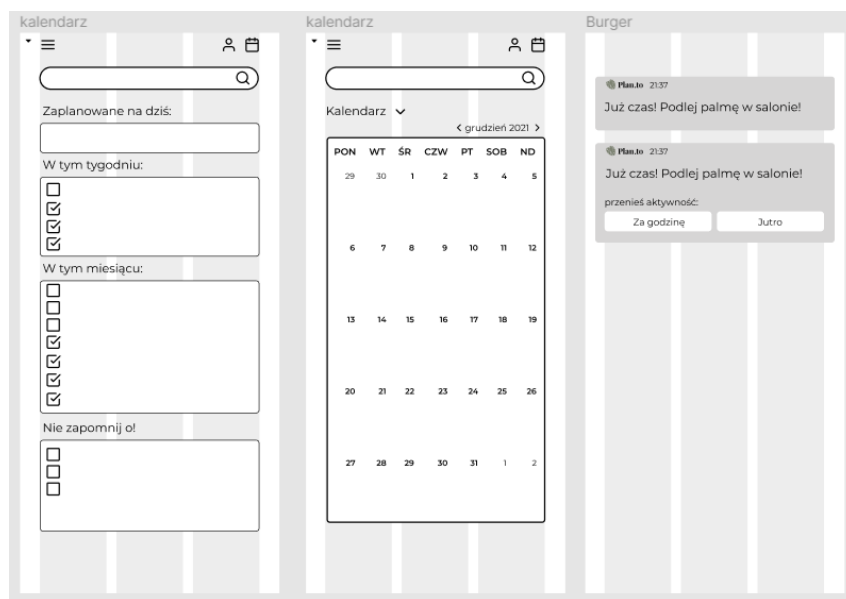 kalendarz
Zaplanowane na dziś:
W tym tygodniu:
W tym miesiącu:
Nie zapomnij o!
kalendarz
Kalendarz
grudzień 2021
PON WT ŚR CZW PT SOB ND
29 30 1 2 3 4 5
6 7 8 9 10 11 12
13 14 15 16 17 18 19
20 21 22 23 24 25 26
27 28 29 30 31 1 2
Burger
Plan.to 21:37
Już czas! Podlej palmę w salonie!
Plan.to 21:37
Już czas! Podlej palmę w salonie!
przenieś aktywność:
Za godzinę Jutro